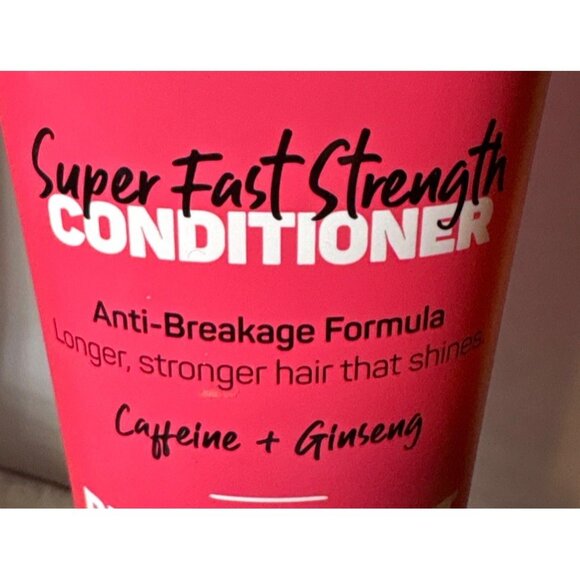 Super Fast Strength
CONDITIONER
Anti-Breakage Formula
Longer, stronger hair that shines
Caffeine + Ginseng